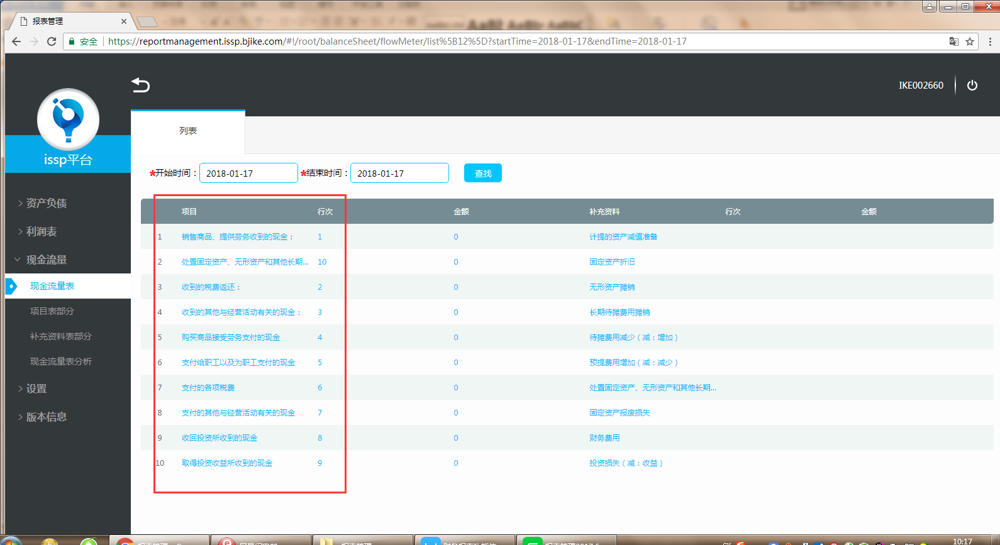 报表管理
安全 https://reportmanagement.issp.bjike.com/#!/root/balanceSheet/flowMeter/list%5B12%5D?startTime=2018-01-17&endTime=2018-01-17
IKE002660
issp平台
列表
*开始时间： 2018-01-17 *结束时间： 2018-01-17 查找
资产负债
利润表
现金流量
现金流量表
项目表部分
补充资料表部分
现金流量表分析
设置
版本信息
项目 行次 金额 补充资料 行次 金额
1 销售商品、提供劳务收到的现金： 1 0 计提的资产减值准备
2 处置固定资产、无形资产和其他长期... 10 0 固定资产折旧
3 收到的税费返还： 2 0 无形资产摊销
4 收到的其他与经营活动有关的现金： 3 0 长期待摊费用摊销
5 购买商品接受劳务支付的现金 4 0 待摊费用减少（减：增加）
6 支付给职工以及为职工支付的现金 5 0 预提费用增加（减：减少）
7 支付的各项税费 6 0 处置固定资产、无形资产和其他长期...
8 支付的其他与经营活动有关的现金 7 0 固定资产报废损失
9 收回投资所收到的现金 8 0 财务费用
10 取得投资收益所收到的现金 9 0 投资损失（减：收益）
10:17